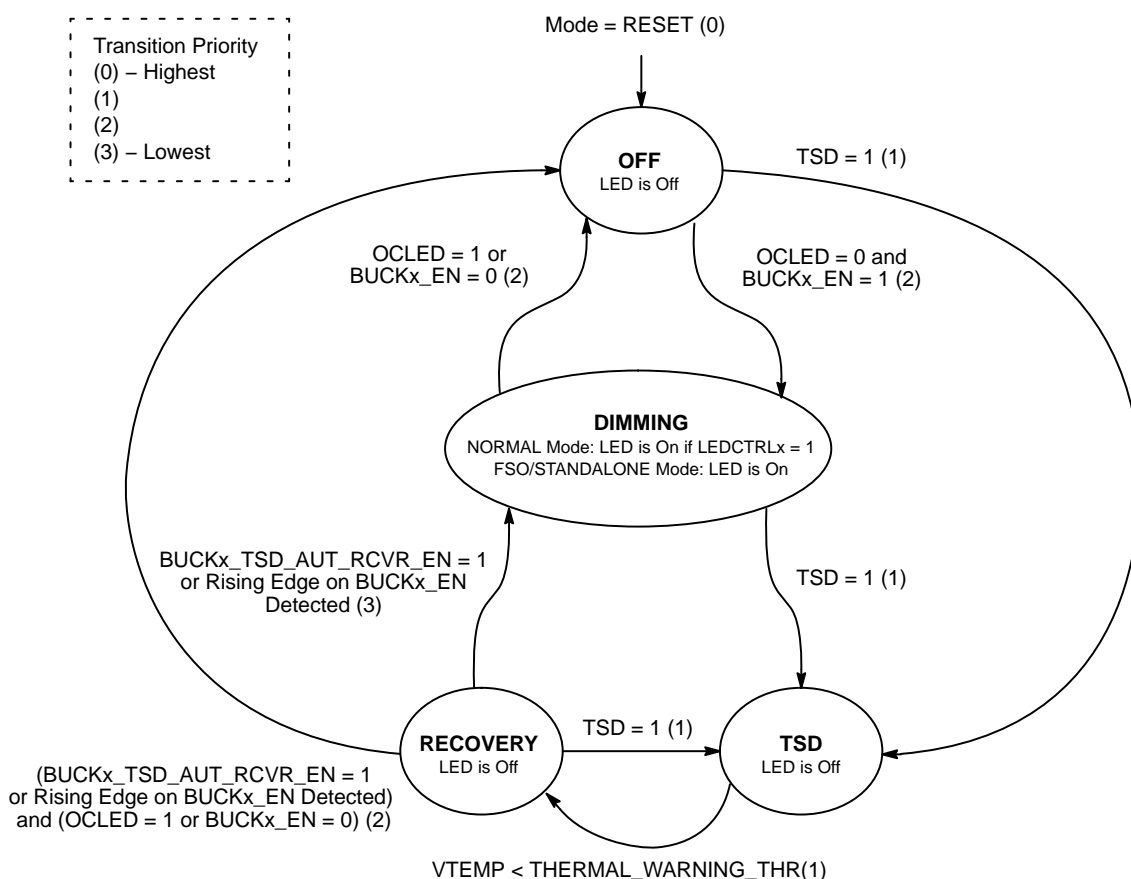 Mode = RESET (0)
Transition Priority
(0) – Highest
(1)
(2)
(3) – Lowest
OFF
LED is Off
TSD = 1 (1)
OCLED = 1 or
BUCKx_EN = 0 (2)
OCLED = 0 and
BUCKx_EN = 1 (2)
DIMMING
NORMAL Mode: LED is On if LEDCTRLx = 1
FSO/STANDALONE Mode: LED is On
BUCKx_TSD_AUT_RCVR_EN = 1
or Rising Edge on BUCKx_EN
Detected (3)
TSD = 1 (1)
RECOVERY
LED is Off
TSD = 1 (1)
TSD
LED is Off
(BUCKx_TSD_AUT_RCVR_EN = 1
or Rising Edge on BUCKx_EN Detected)
and (OCLED = 1 or BUCKx_EN = 0) (2)
VTEMP < THERMAL_WARNING_THR(1)